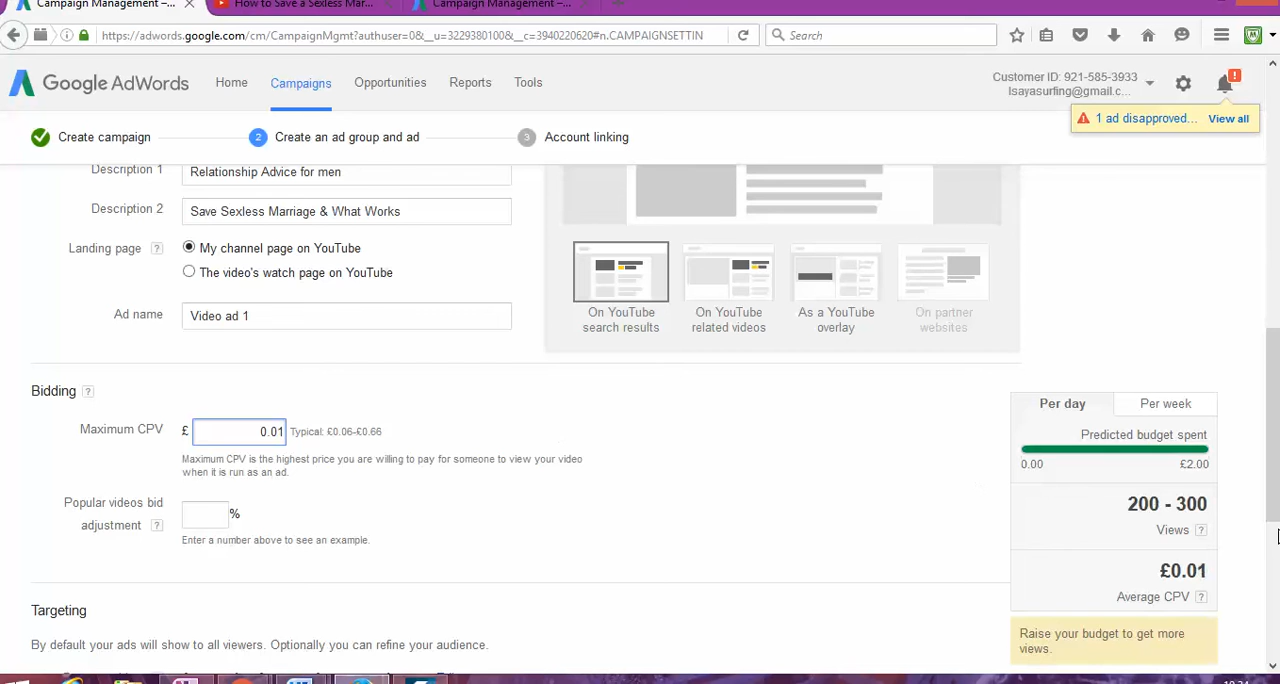 Campaign Management –...
How to Save a Sexless Mar...
Campaign Management –...
https://adwords.google.com/cm/CampaignMgmt?authuser=0&__u=3229380100&__c=3940220620#n.CAMPAIGNSETTIN
Search
Google AdWords
Home
Campaigns
Opportunities
Reports
Tools
Customer ID: 921-585-3933
lsayasurfing@gmail.c...
1 ad disapproved...
View all
Create campaign
2
Create an ad group and ad
3
Account linking
Description 1
Relationship Advice for men
Description 2
Save Sexless Marriage & What Works
Landing page ?
My channel page on YouTube
The video's watch page on YouTube
Ad name
Video ad 1
On YouTube
search results
On YouTube
related videos
As a YouTube
overlay
On partner
websites
Bidding ?
Maximum CPV
£
0.01
Typical: £0.06-£0.66
Maximum CPV is the highest price you are willing to pay for someone to view your video
when it is run as an ad.
Popular videos bid
adjustment ?
%
Enter a number above to see an example.
Per day
Per week
Predicted budget spent
0.00
£2.00
200 - 300
Views ?
£0.01
Average CPV ?
Raise your budget to get more
views.
Targeting
By default your ads will show to all viewers. Optionally you can refine your audience.